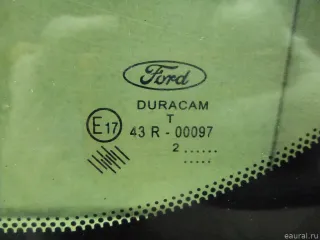 Ford
DURACAM
T
E17 43 R - 00097
2......
.....
eaural.ru